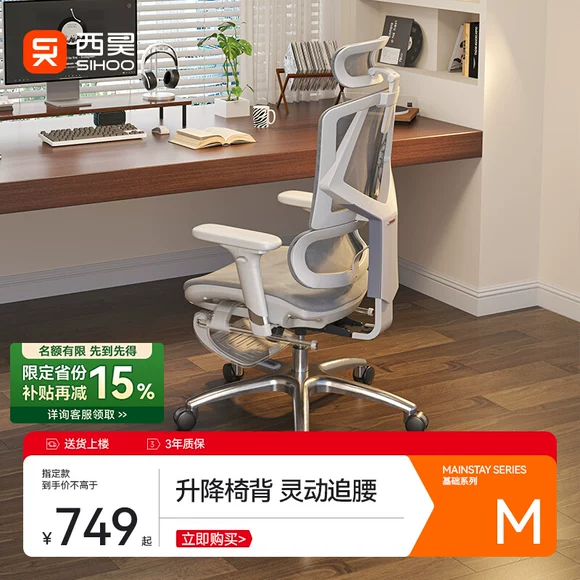 西昊
SIHOO
名额有限 先到先得
限定省份
补贴再减 15%
详询客服领取 >>
送货上楼 3年质保
指定款
到手价不高于
¥749起
升降椅背 灵动追腰
立即购买>
MAINSTAY SERIES
基础系列
M